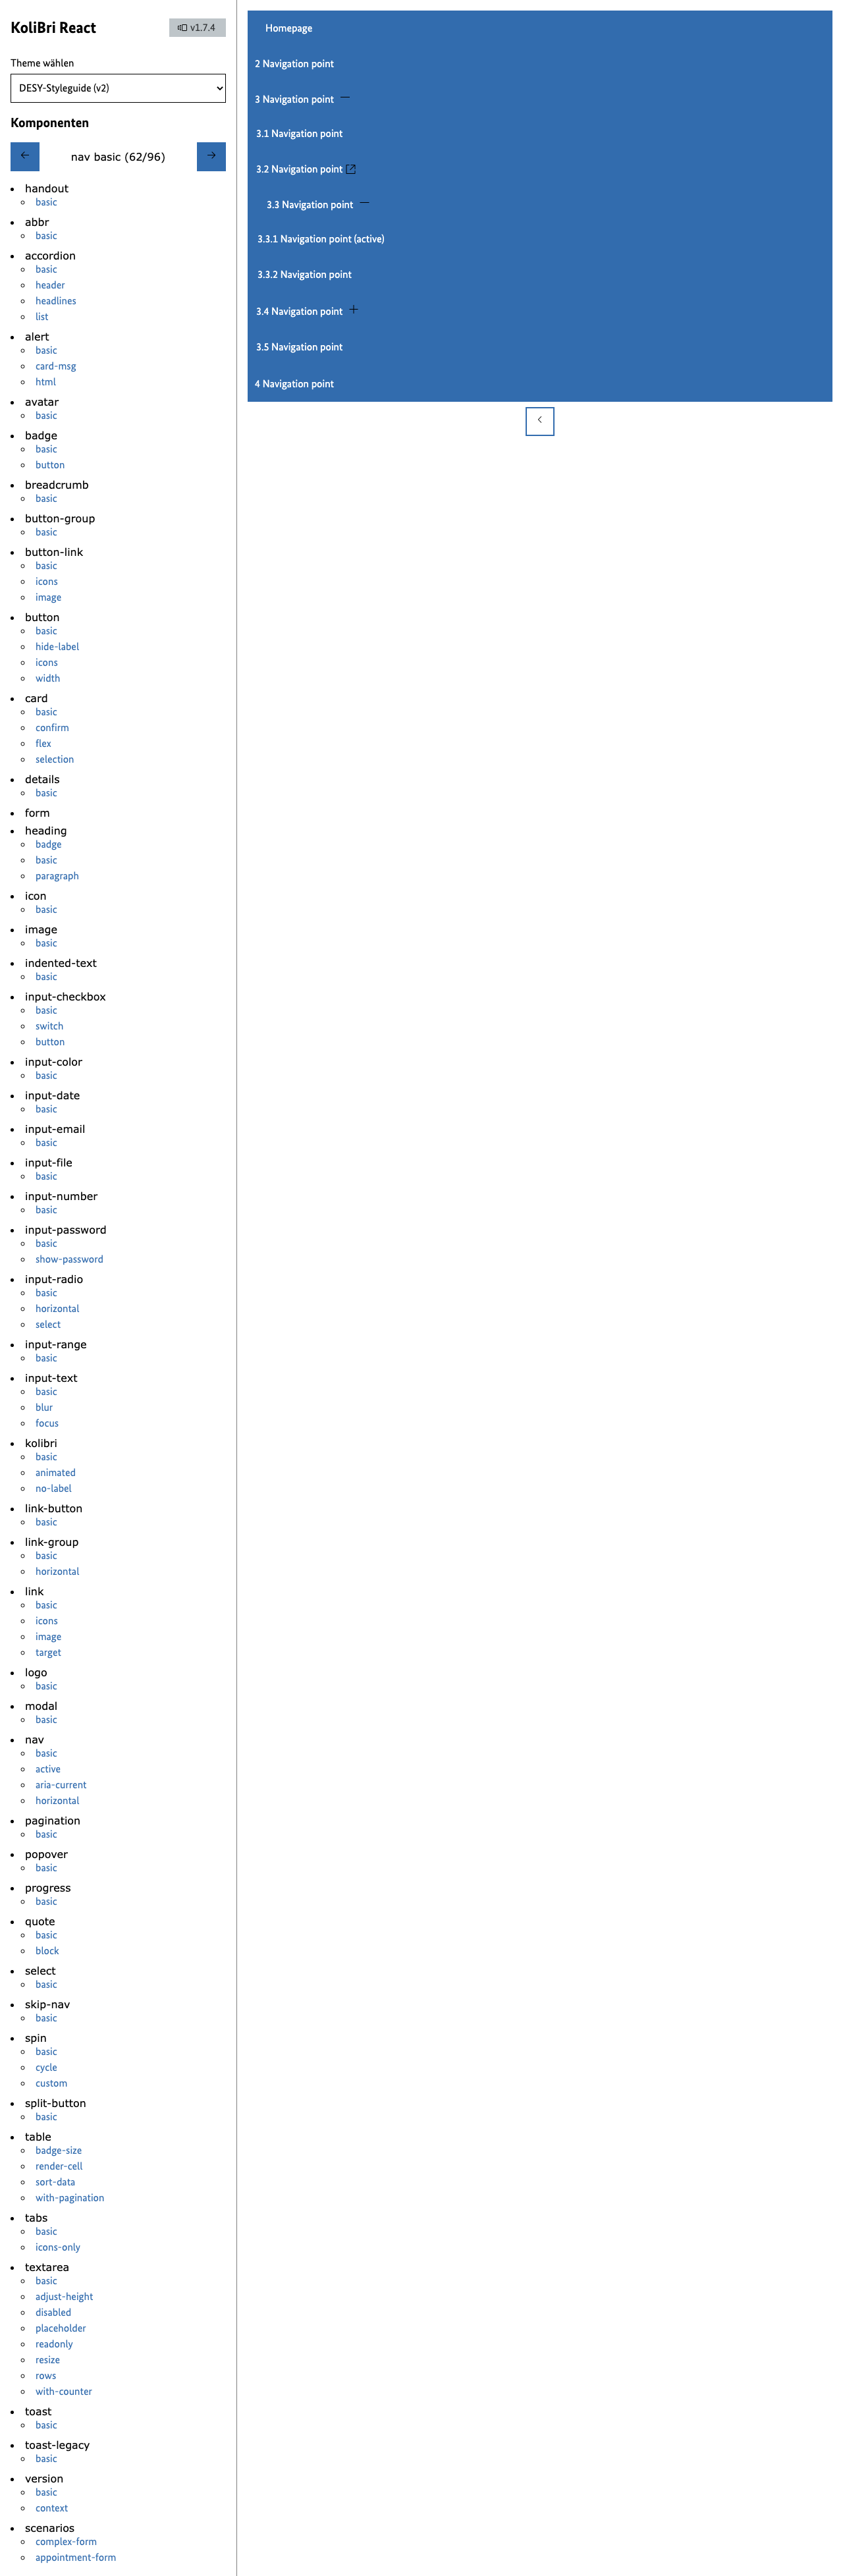 KoliBri React
v1.7.4
Theme wählen
DESY-Styleguide (v2)
Komponenten
nav basic (62/96)
handout
basic
abbr
basic
accordion
basic
header
headlines
list
alert
basic
card-msg
html
avatar
basic
badge
basic
button
breadcrumb
basic
button-group
basic
button-link
basic
icons
image
button
basic
hide-label
icons
width
card
basic
confirm
flex
selection
details
basic
form
heading
badge
basic
paragraph
icon
basic
image
basic
indented-text
basic
input-checkbox
basic
switch
button
input-color
basic
input-date
basic
input-email
basic
input-file
basic
input-number
basic
input-password
basic
show-password
input-radio
basic
horizontal
select
input-range
basic
input-text
basic
blur
focus
kolibri
basic
animated
no-label
link-button
basic
link-group
basic
horizontal
link
basic
icons
image
target
logo
basic
modal
basic
nav
basic
active
aria-current
horizontal
pagination
basic
popover
basic
progress
basic
quote
basic
block
select
basic
skip-nav
basic
spin
basic
cycle
custom
split-button
basic
table
badge-size
render-cell
sort-data
with-pagination
tabs
basic
icons-only
textarea
basic
adjust-height
disabled
placeholder
readonly
resize
rows
with-counter
toast
basic
toast-legacy
basic
version
basic
context
scenarios
complex-form
appointment-form
Homepage
2 Navigation point
3 Navigation point
3.1 Navigation point
3.2 Navigation point
3.3 Navigation point
3.3.1 Navigation point (active)
3.3.2 Navigation point
3.4 Navigation point
3.5 Navigation point
4 Navigation point